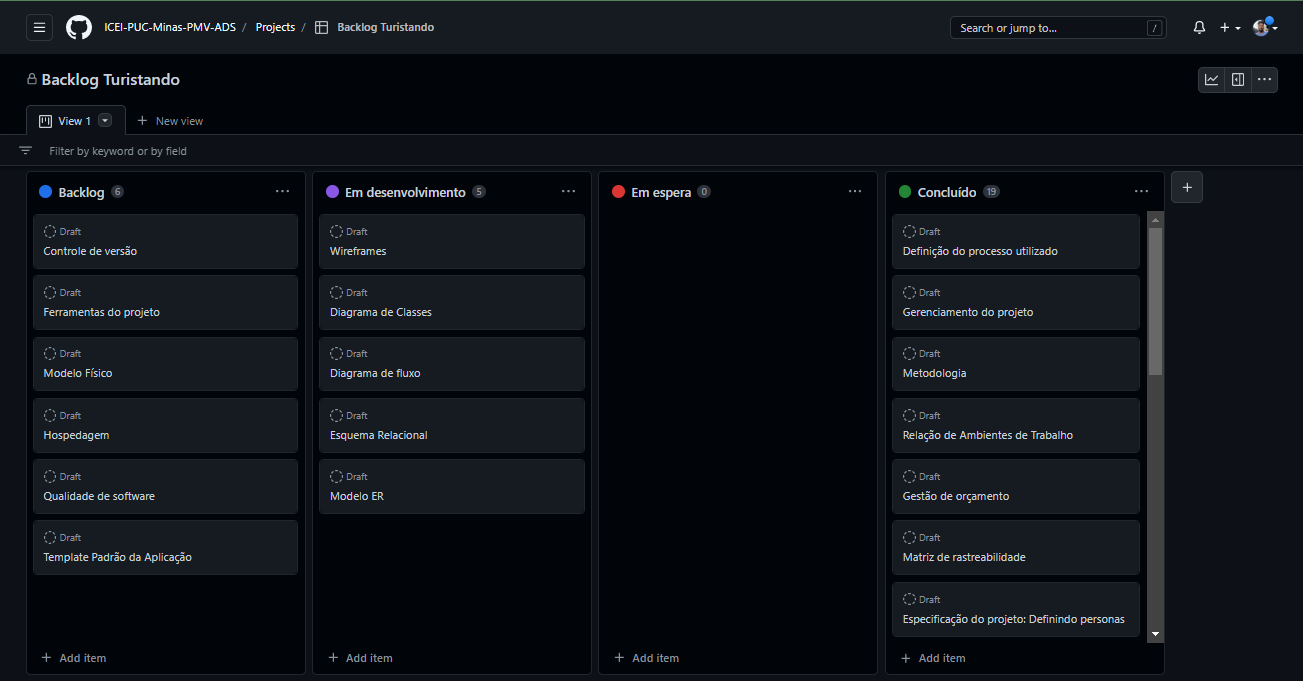 ICEI-PUC-Minas-PMV-ADS / Projects / Backlog Turistando
Search or jump to... /
Backlog Turistando
View 1
New view
Filter by keyword or by field
Backlog 6
Draft
Controle de versão
Draft
Ferramentas do projeto
Draft
Modelo Físico
Draft
Hospedagem
Draft
Qualidade de software
Draft
Template Padrão da Aplicação
Add item
Em desenvolvimento 5
Draft
Wireframes
Draft
Diagrama de Classes
Draft
Diagrama de fluxo
Draft
Esquema Relacional
Draft
Modelo ER
Add item
Em espera 0
Add item
Concluído 19
Draft
Definição do processo utilizado
Draft
Gerenciamento do projeto
Draft
Metodologia
Draft
Relação de Ambientes de Trabalho
Draft
Gestão de orçamento
Draft
Matriz de rastreabilidade
Draft
Especificação do projeto: Definindo personas
Add item